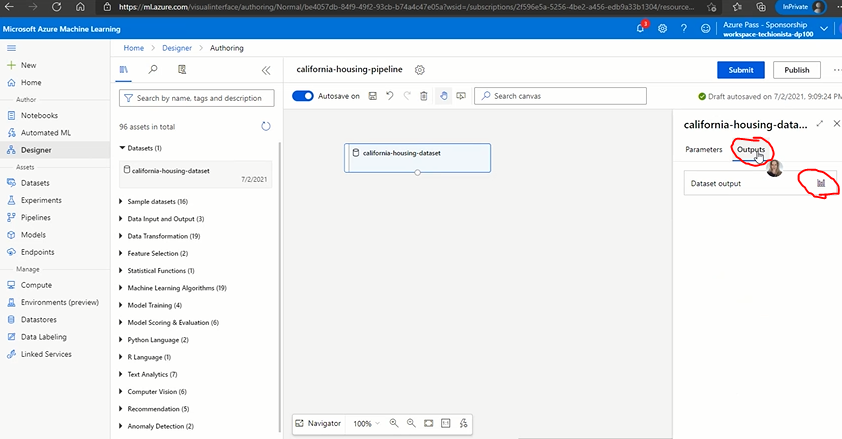 https://ml.azure.com/visualinterface/authoring/Normal/be4057db-84f9-49f2-93cb-b74a4c47e05a?wsid=/subscriptions/2f596e5a-5256-4be2-a456-edb9a33b1304/resource...
InPrivate
Microsoft Azure Machine Learning
3
Azure Pass - Sponsorship
workspace-techionista-dp100
Home > Designer > Authoring
New
Home
Author
Notebooks
Automated ML
Designer
Assets
Datasets
Experiments
Pipelines
Models
Endpoints
Manage
Compute
Environments (preview)
Datastores
Data Labeling
Linked Services
Search by name, tags and description
96 assets in total
Datasets (1)
california-housing-dataset
7/2/2021
Sample datasets (16)
Data Input and Output (3)
Data Transformation (19)
Feature Selection (2)
Statistical Functions (1)
Machine Learning Algorithms (19)
Model Training (4)
Model Scoring & Evaluation (6)
Python Language (2)
R Language (1)
Text Analytics (7)
Computer Vision (6)
Recommendation (5)
Anomaly Detection (2)
california-housing-pipeline
Submit
Publish
...
Autosave on
Search canvas
Draft autosaved on 7/2/2021, 9:09:24 PM
california-housing-dataset
Navigator
100%
california-housing-data...
Parameters
Outputs
Dataset output